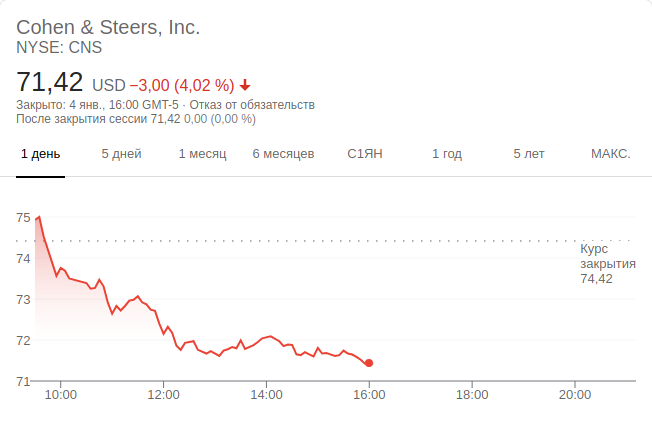 Cohen & Steers, Inc.
NYSE: CNS
71,42 USD −3,00 (4,02 %)
Закрыто: 4 янв., 16:00 GMT-5 · Отказ от обязательств
После закрытия сессии 71,42 0,00 (0,00 %)
1 день 5 дней 1 месяц 6 месяцев С1ЯН 1 год 5 лет МАКС.
75
Курс
закрытия
74,42
74
73
72
71
10:00 12:00 14:00 16:00 18:00 20:00